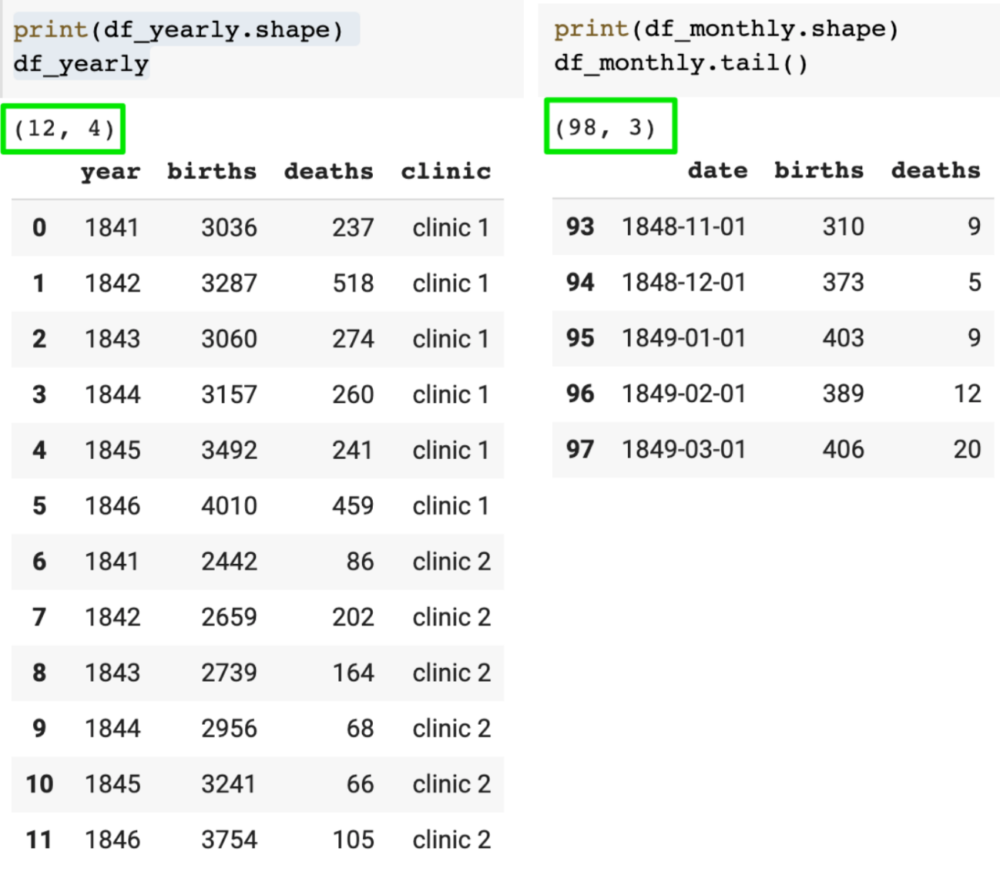 print(df_yearly.shape)
df_yearly
(12, 4)
year births deaths clinic
0 1841 3036 237 clinic 1
1 1842 3287 518 clinic 1
2 1843 3060 274 clinic 1
3 1844 3157 260 clinic 1
4 1845 3492 241 clinic 1
5 1846 4010 459 clinic 1
6 1841 2442 86 clinic 2
7 1842 2659 202 clinic 2
8 1843 2739 164 clinic 2
9 1844 2956 68 clinic 2
10 1845 3241 66 clinic 2
11 1846 3754 105 clinic 2
print(df_monthly.shape)
df_monthly.tail()
(98, 3)
date births deaths
93 1848-11-01 310 9
94 1848-12-01 373 5
95 1849-01-01 403 9
96 1849-02-01 389 12
97 1849-03-01 406 20